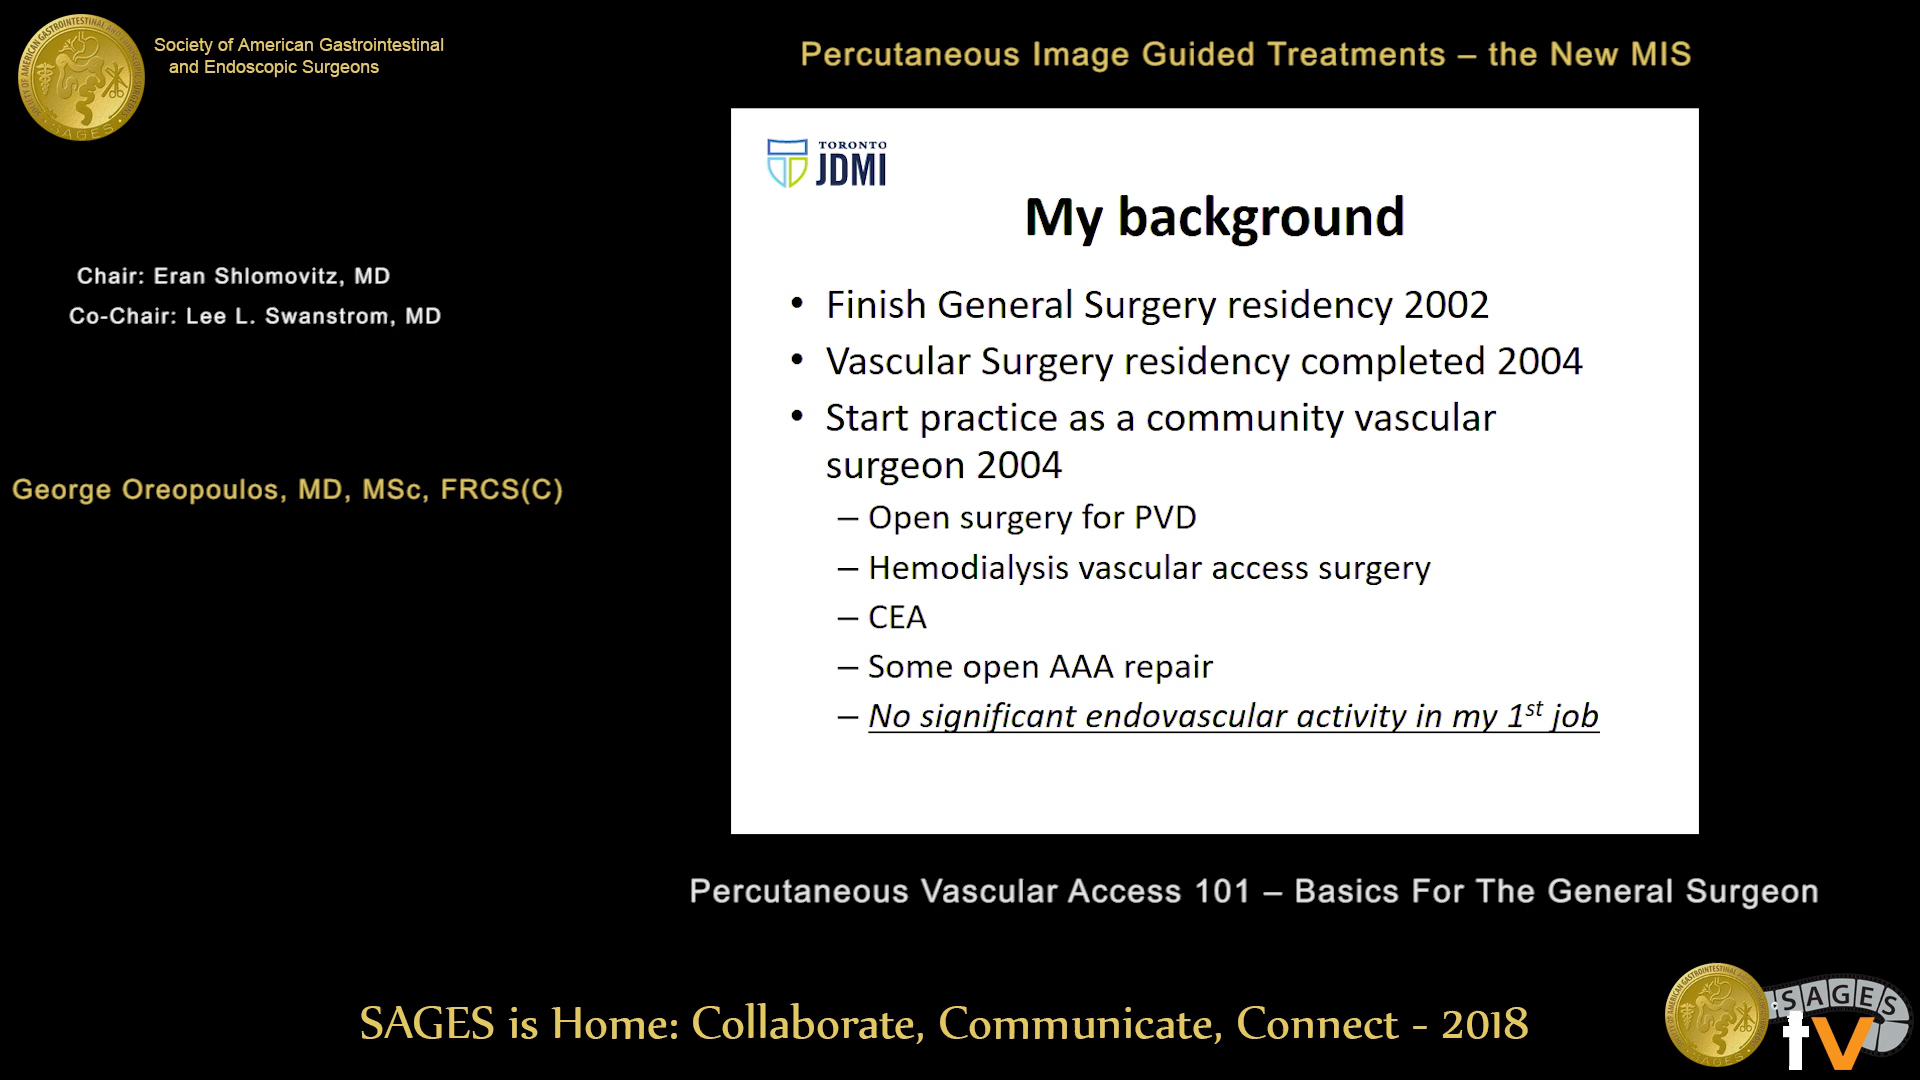 Society of American Gastrointestinal
and Endoscopic Surgeons
Percutaneous Image Guided Treatments – the New MIS
Chair: Eran Shlomovitz, MD
Co-Chair: Lee L. Swanstrom, MD
George Oreopoulos, MD, MSc, FRCS(C)
TORONTO
JDMI
My background
• Finish General Surgery residency 2002
• Vascular Surgery residency completed 2004
• Start practice as a community vascular
surgeon 2004
– Open surgery for PVD
– Hemodialysis vascular access surgery
– CEA
– Some open AAA repair
– No significant endovascular activity in my 1st job
Percutaneous Vascular Access 101 – Basics For The General Surgeon
SAGES is Home: Collaborate, Communicate, Connect - 2018
SAGES
tv